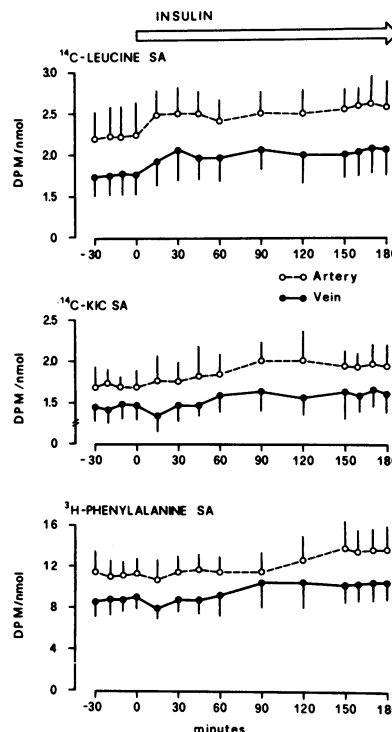 INSULIN
14C-LEUCINE SA
3.0
2.5
2.0
1.5
0
DPM/nmol
-30 0 30 60 90 120 150 180
Artery
Vein
14C-KIC SA
2.5
2.0
1.5
0
DPM/nmol
-30 0 30 60 90 120 150 180
3H-PHENYLALANINE SA
16
12
8
4
0
DPM/nmol
-30 0 30 60 90 120 150 180
minutes